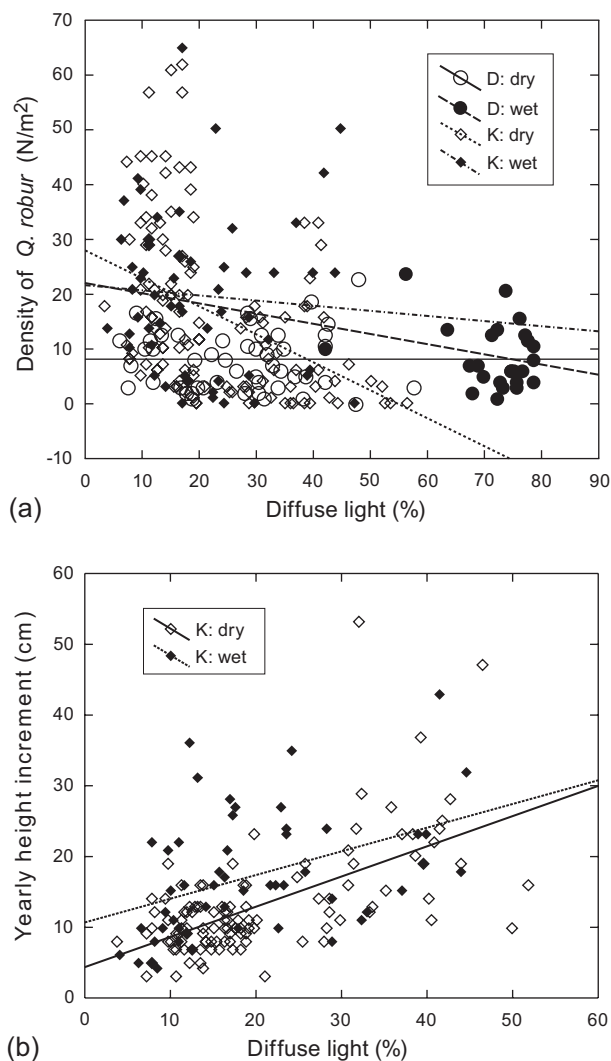 70
60
50
40
30
20
10
0
-10
Density of Q. robur (N/m2)
D: dry
D: wet
K: dry
K: wet
0 10 20 30 40 50 60 70 80 90
(a) Diffuse light (%)
60
50
40
30
20
10
0
Yearly height increment (cm)
K: dry
K: wet
0 10 20 30 40 50 60
(b) Diffuse light (%)